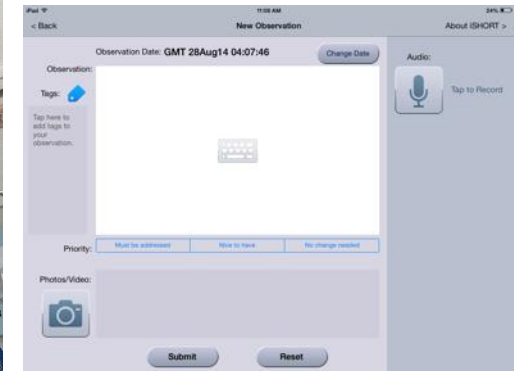 iPad 11:08 AM 24%
< Back New Observation About iSHORT >
Observation Date: GMT 28Aug14 04:07:46 Change Date
Audio:
Tap to Record
Observation:
Tags:
Tap here to
add tags to
your
observation.
Priority: Must be addressed Nice to have No change needed
Photos/Video:
Submit Reset